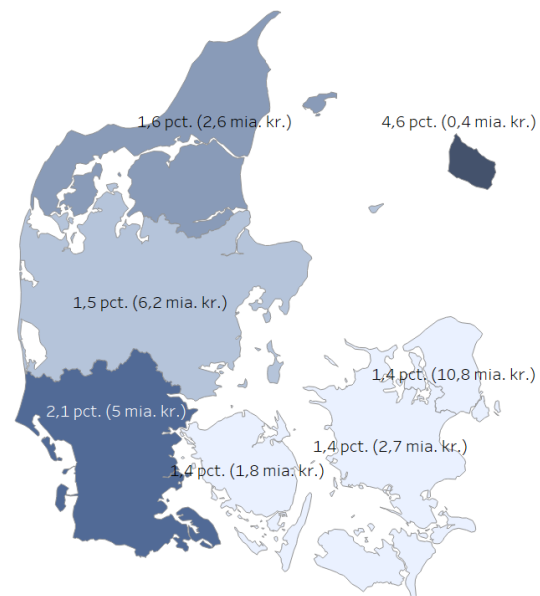 1,6 pct. (2,6 mia. kr.)
4,6 pct. (0,4 mia. kr.)
1,5 pct. (6,2 mia. kr.)
1,4 pct. (10,8 mia. kr.)
2,1 pct. (5 mia. kr.)
1,4 pct. (2,7 mia. kr.)
1,4 pct. (1,8 mia. kr.)